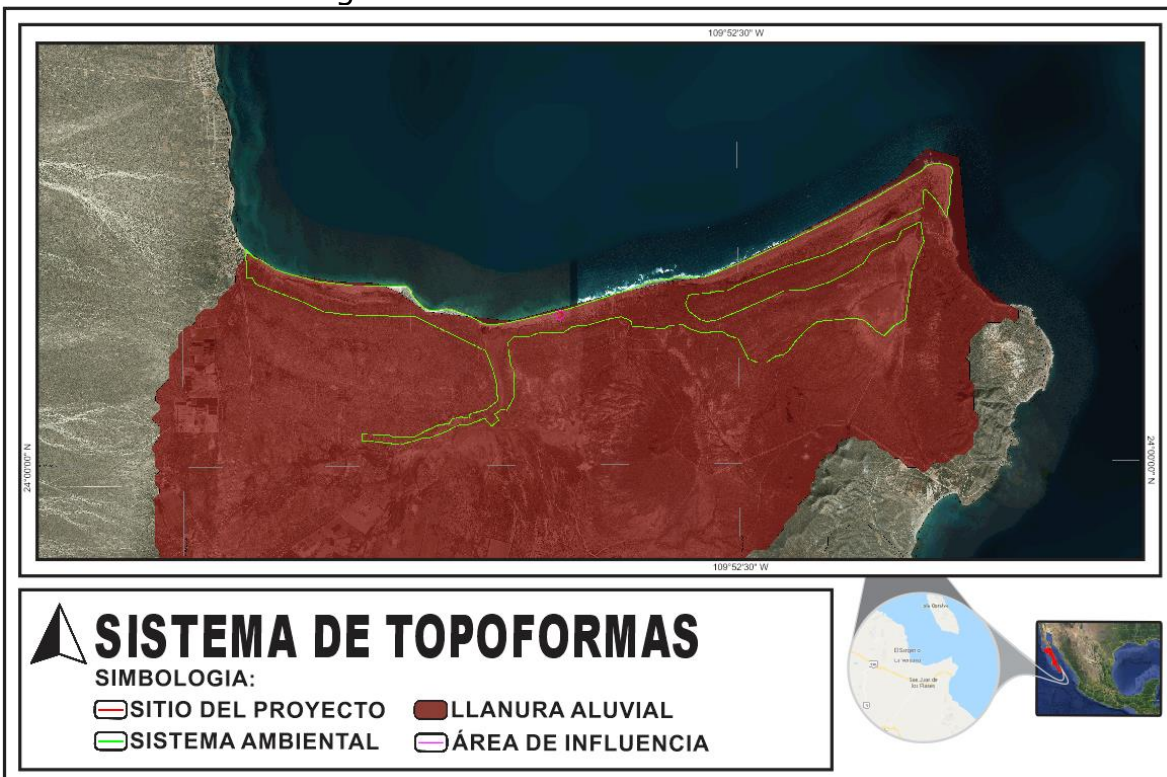 109°52'30" W
24°00'00" N
24°00'00" N
109°52'30" W
SISTEMA DE TOPOFORMAS
SIMBOLOGIA:
SITIO DEL PROYECTO
LLANURA ALUVIAL
SISTEMA AMBIENTAL
ÁREA DE INFLUENCIA
El Sargento
La Ventana
San Juan de
los Planes